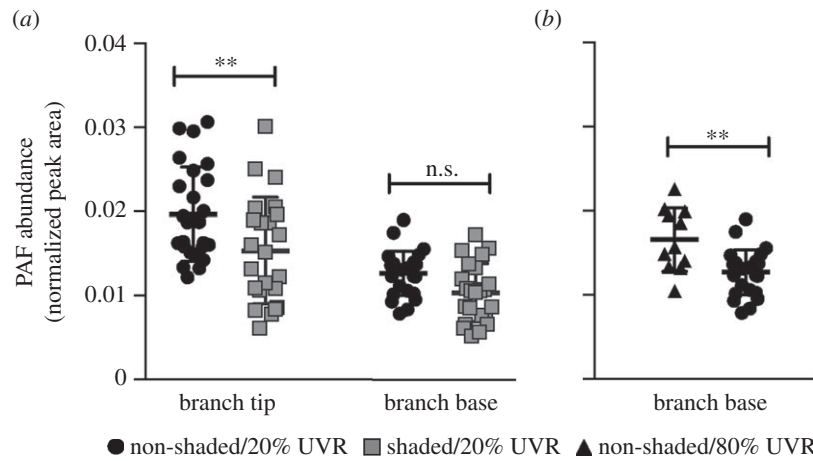 (a)
(b)
PAF abundance
(normalized peak area)
0.04
0.03
0.02
0.01
0
**
n.s.
**
branch tip
branch base
branch base
non-shaded/20% UVR shaded/20% UVR non-shaded/80% UVR